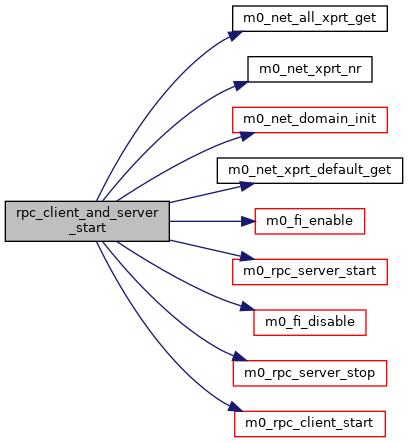 m0_net_all_xprt_get
m0_net_xprt_nr
m0_net_domain_init
m0_net_xprt_default_get
rpc_client_and_server
_start
m0_fi_enable
m0_rpc_server_start
m0_fi_disable
m0_rpc_server_stop
m0_rpc_client_start